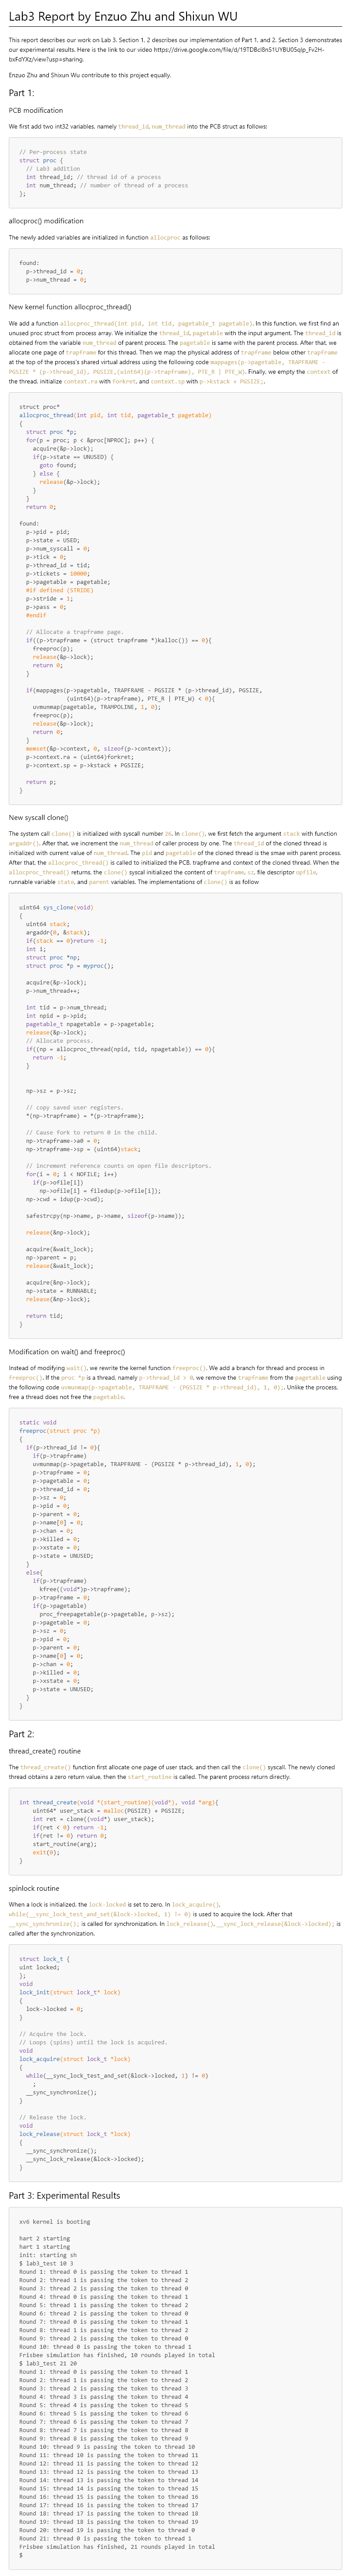 Lab3 Report by Enzuo Zhu and Shixun WU
This report describes our work on Lab 3. Section 1, 2 describes our implementation of Part 1, and 2. Section 3 demonstrates
our experimental results. Here is the link to our video
Enzuo Zhu and Shixun Wu contribute to this project equally.
Part 1:
PCB modification
We first add two int32 variables, namely thread_id, num_thread into the PCB struct as follows:
// Per-process state
struct proc {
// Lab3 addition
int thread_id; // thread id of a process
int num_thread; // number of thread of a process
};
allocproc() modification
The newly added variables are initialized in function allocproc as follows:
found:
p->thread_id = 0;
p->num_thread = 0;
New kernel function allocproc_thread()
We add a function allocproc_thread(int pid, int tid, pagetable_t pagetable). In this function, we first find an
unused proc struct from process array. We initialize the thread_id, pagetable with the input argument. The thread_id is
obtained from the variable num_thread of parent process. The pagetable is same with the parent process. After that, we
allocate one page of trapframe for this thread. Then we map the physical address of trapframe below other trapframe
at the top of the process's shared virtual address using the following code mappages(p->pagetable, TRAPFRAME -
PGSIZE * (p->thread_id), PGSIZE,(uint64)(p->trapframe), PTE_R | PTE_W). Finally, we empty the context of
the thread, initialize context.ra with forkret, and context.sp with p->kstack + PGSIZE;.
struct proc*
allocproc_thread(int pid, int tid, pagetable_t pagetable)
{
struct proc *p;
for(p = proc; p < &proc[NPROC]; p++) {
acquire(&p->lock);
if(p->state == UNUSED) {
goto found;
} else {
release(&p->lock);
}
}
return 0;
found:
p->pid = pid;
p->state = USED;
p->num_syscall = 0;
p->tick = 0;
p->thread_id = tid;
p->tickets = 10000;
p->pagetable = pagetable;
#if defined (STRIDE)
p->stride = 1;
p->pass = 0;
#endif
// Allocate a trapframe page.
if((p->trapframe = (struct trapframe *)kalloc()) == 0){
freeproc(p);
release(&p->lock);
return 0;
}
if(mappages(p->pagetable, TRAPFRAME - PGSIZE * (p->thread_id), PGSIZE,
(uint64)(p->trapframe), PTE_R | PTE_W) < 0){
uvmunmap(pagetable, TRAMPOLINE, 1, 0);
freeproc(p);
release(&p->lock);
return 0;
}
memset(&p->context, 0, sizeof(p->context));
p->context.ra = (uint64)forkret;
p->context.sp = p->kstack + PGSIZE;
return p;
}
New syscall clone()
The system call clone() is initialized with syscall number 26. In clone(), we first fetch the argument stack with function
argaddr(). After that, we increment the num_thread of caller process by one. The thread_id of the cloned thread is
initialized with current value of num_thread. The pid and pagetable of the cloned thread is the smae with parent process.
After that, the allocproc_thread() is called to initialized the PCB, trapframe and context of the cloned thread. When the
allocproc_thread() returns, the clone() syscall initialized the content of trapframe, sz, file descriptor opfile,
runnable variable state, and parent variables. The implementations of clone() is as follow
uint64 sys_clone(void)
{
uint64 stack;
argaddr(0, &stack);
if(stack == 0)return -1;
int i;
struct proc *np;
struct proc *p = myproc();
acquire(&p->lock);
p->num_thread++;
int tid = p->num_thread;
int npid = p->pid;
pagetable_t npagetable = p->pagetable;
release(&p->lock);
// Allocate process.
if((np = allocproc_thread(npid, tid, npagetable)) == 0){
return -1;
}
np->sz = p->sz;
// copy saved user registers.
*(np->trapframe) = *(p->trapframe);
// Cause fork to return 0 in the child.
np->trapframe->a0 = 0;
np->trapframe->sp = (uint64)stack;
// increment reference counts on open file descriptors.
for(i = 0; i < NOFILE; i++)
if(p->ofile[i])
np->ofile[i] = filedup(p->ofile[i]);
np->cwd = idup(p->cwd);
safestrcpy(np->name, p->name, sizeof(p->name));
release(&np->lock);
acquire(&wait_lock);
np->parent = p;
release(&wait_lock);
acquire(&np->lock);
np->state = RUNNABLE;
release(&np->lock);
return tid;
}
Modification on wait() and freeproc()
Instead of modifying wait(), we rewrite the kernel function freeproc(). We add a branch for thread and process in
freeproc(). If the proc *p is a thread, namely p->thread_id > 0, we remove the trapframe from the pagetable using
the following code uvmunmap(p->pagetable, TRAPFRAME - (PGSIZE * p->thread_id), 1, 0);. Unlike the process,
free a thread does not free the pagetable.
static void
freeproc(struct proc *p)
{
if(p->thread_id != 0){
if(p->trapframe)
uvmunmap(p->pagetable, TRAPFRAME - (PGSIZE * p->thread_id), 1, 0);
p->trapframe = 0;
p->pagetable = 0;
p->thread_id = 0;
p->sz = 0;
p->pid = 0;
p->parent = 0;
p->name[0] = 0;
p->chan = 0;
p->killed = 0;
p->xstate = 0;
p->state = UNUSED;
}
else{
if(p->trapframe)
kfree((void*)p->trapframe);
p->trapframe = 0;
if(p->pagetable)
proc_freepagetable(p->pagetable, p->sz);
p->pagetable = 0;
p->sz = 0;
p->pid = 0;
p->parent = 0;
p->name[0] = 0;
p->chan = 0;
p->killed = 0;
p->xstate = 0;
p->state = UNUSED;
}
}
Part 2:
thread_create() routine
The thread_create() function first allocate one page of user stack, and then call the clone() syscall. The newly cloned
thread obtains a zero return value, then the start_routine is called. The parent process return directly.
int thread_create(void *(start_routine)(void*), void *arg){
uint64* user_stack = malloc(PGSIZE) + PGSIZE;
int ret = clone((void*) user_stack);
if(ret < 0) return -1;
if(ret != 0) return 0;
start_routine(arg);
exit(0);
}
spinlock routine
When a lock is initialized, the lock-locked is set to zero. In lock_acquire(),
while(__sync_lock_test_and_set(&lock->locked, 1) != 0) is used to acquire the lock. After that
__sync_synchronize(); is called for synchronization. In lock_release(), __sync_lock_release(&lock->locked); is
called after the synchronization.
struct lock_t {
uint locked;
};
void
lock_init(struct lock_t* lock)
{
lock->locked = 0;
}
// Acquire the lock.
// Loops (spins) until the lock is acquired.
void
lock_acquire(struct lock_t *lock)
{
while(__sync_lock_test_and_set(&lock->locked, 1) != 0)
;
__sync_synchronize();
}
// Release the lock.
void
lock_release(struct lock_t *lock)
{
__sync_synchronize();
__sync_lock_release(&lock->locked);
}
Part 3: Experimental Results
xv6 kernel is booting
hart 2 starting
hart 1 starting
init: starting sh
$ lab3_test 10 3
Round 1: thread 0 is passing the token to thread 1
Round 2: thread 1 is passing the token to thread 2
Round 3: thread 2 is passing the token to thread 0
Round 4: thread 0 is passing the token to thread 1
Round 5: thread 1 is passing the token to thread 2
Round 6: thread 2 is passing the token to thread 0
Round 7: thread 0 is passing the token to thread 1
Round 8: thread 1 is passing the token to thread 2
Round 9: thread 2 is passing the token to thread 0
Round 10: thread 0 is passing the token to thread 1
Frisbee simulation has finished, 10 rounds played in total
$ lab3_test 21 20
Round 1: thread 0 is passing the token to thread 1
Round 2: thread 1 is passing the token to thread 2
Round 3: thread 2 is passing the token to thread 3
Round 4: thread 3 is passing the token to thread 4
Round 5: thread 4 is passing the token to thread 5
Round 6: thread 5 is passing the token to thread 6
Round 7: thread 6 is passing the token to thread 7
Round 8: thread 7 is passing the token to thread 8
Round 9: thread 8 is passing the token to thread 9
Round 10: thread 9 is passing the token to thread 10
Round 11: thread 10 is passing the token to thread 11
Round 12: thread 11 is passing the token to thread 12
Round 13: thread 12 is passing the token to thread 13
Round 14: thread 13 is passing the token to thread 14
Round 15: thread 14 is passing the token to thread 15
Round 16: thread 15 is passing the token to thread 16
Round 17: thread 16 is passing the token to thread 17
Round 18: thread 17 is passing the token to thread 18
Round 19: thread 18 is passing the token to thread 19
Round 20: thread 19 is passing the token to thread 0
Round 21: thread 0 is passing the token to thread 1
Frisbee simulation has finished, 21 rounds played in total
$